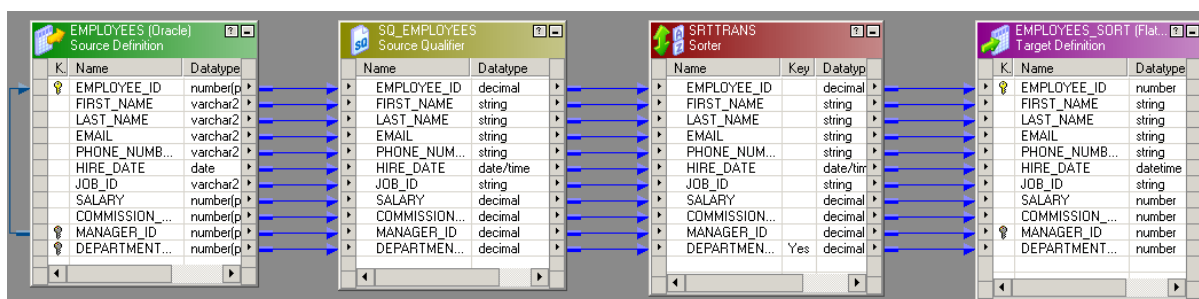 EMPLOYEES (Oracle)
Source Definition
K. Name Datatype
EMPLOYEE_ID number(p
FIRST_NAME varchar2
LAST_NAME varchar2
EMAIL varchar2
PHONE_NUMB... varchar2
HIRE_DATE date
JOB_ID varchar2
SALARY number(p
COMMISSION_... number(p
MANAGER_ID number(p
DEPARTMENT... number(p
SQ_EMPLOYEES
Source Qualifier
Name Datatype
EMPLOYEE_ID decimal
FIRST_NAME string
LAST_NAME string
EMAIL string
PHONE_NUM... string
HIRE_DATE date/time
JOB_ID string
SALARY decimal
COMMISSION... decimal
MANAGER_ID decimal
DEPARTMEN... decimal
SRTTRANS
Sorter
Name Key Datatyp
EMPLOYEE_ID decimal
FIRST_NAME string
LAST_NAME string
EMAIL string
PHONE_NUM... string
HIRE_DATE date/tim
JOB_ID string
SALARY decimal
COMMISSION... decimal
MANAGER_ID decimal
DEPARTMEN... Yes decimal
EMPLOYEES_SORT (Flat...
Target Definition
K Name Datatype
EMPLOYEE_ID number
FIRST_NAME string
LAST_NAME string
EMAIL string
PHONE_NUMB... string
HIRE_DATE datetime
JOB_ID string
SALARY number
COMMISSION_... number
MANAGER_ID number
DEPARTMENT... number